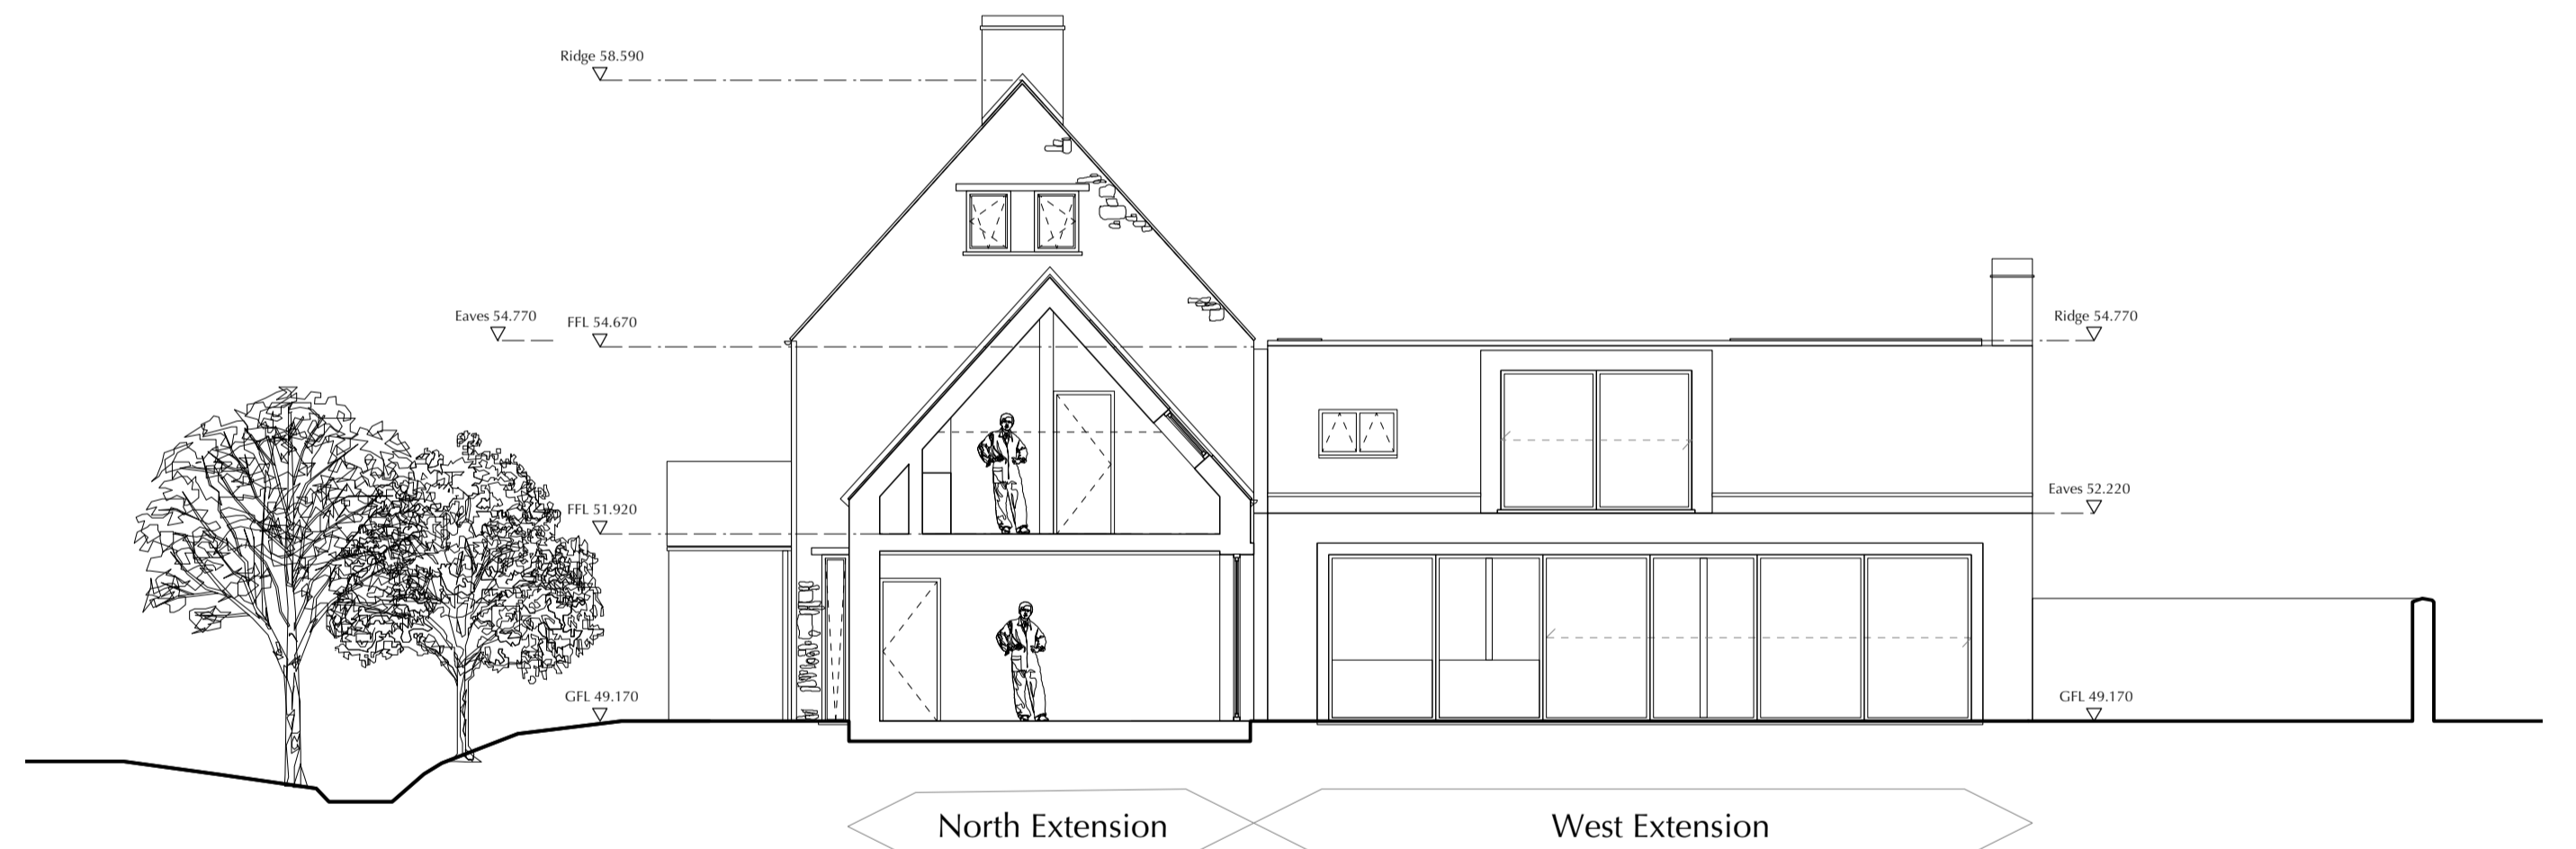 Ridge 58.590
Eaves 54.770
FFL 54.670
Ridge 54.770
Eaves 52.220
FFL 51.920
GFL 49.170
GFL 49.170
North Extension
West Extension